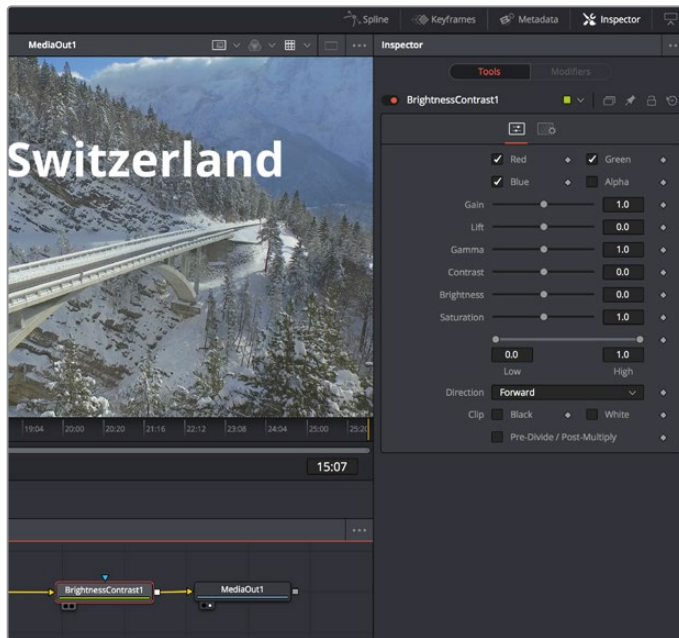 Spline Keyframes Metadata Inspector
MediaOut1
Inspector
Tools Modifiers
BrightnessContrast1
Switzerland
Red Green
Blue Alpha
Gain 1.0
Lift 0.0
Gamma 1.0
Contrast 0.0
Brightness 0.0
Saturation 1.0
0.0 1.0
Low High
Direction Forward
Clip Black White
Pre-Divide / Post-Multiply
19:04 20:00 20:20 21:16 22:12 23:08 24:04 25:00 25:20
15:07
BrightnessContrast1 MediaOut1